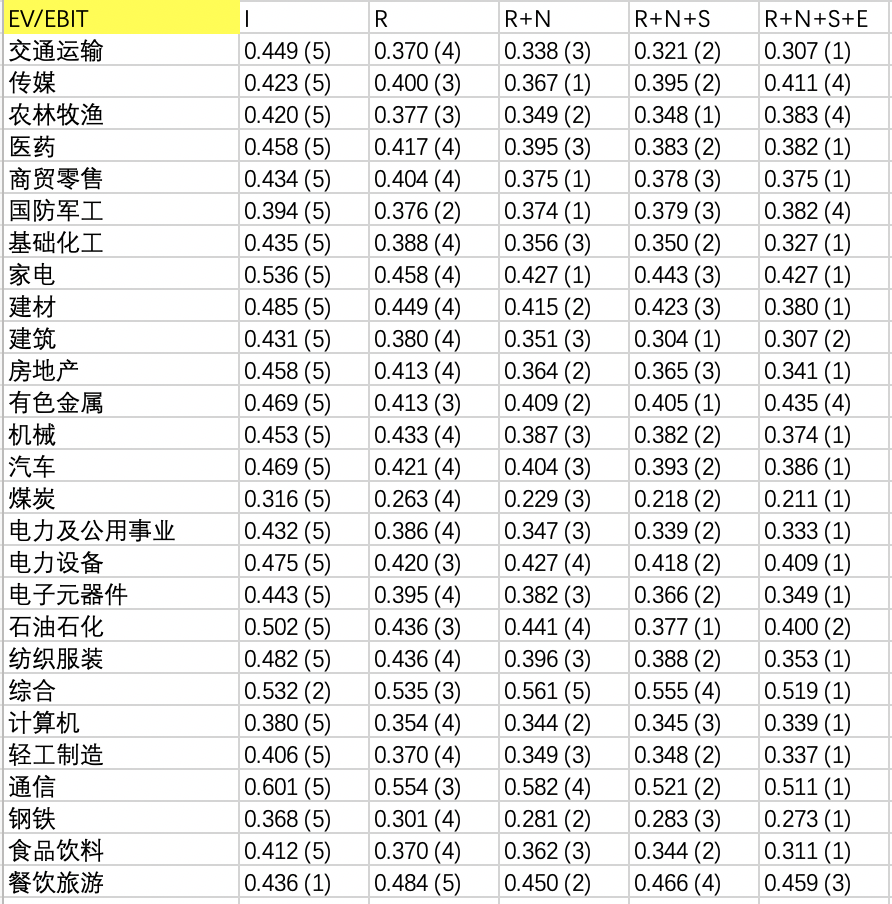 EV/EBIT I R R+N R+N+S R+N+S+E
交通运输 0.449 (5) 0.370 (4) 0.338 (3) 0.321 (2) 0.307 (1)
传媒 0.423 (5) 0.400 (3) 0.367 (1) 0.395 (2) 0.411 (4)
农林牧渔 0.420 (5) 0.377 (3) 0.349 (2) 0.348 (1) 0.383 (4)
医药 0.458 (5) 0.417 (4) 0.395 (3) 0.383 (2) 0.382 (1)
商贸零售 0.434 (5) 0.404 (4) 0.375 (1) 0.378 (3) 0.375 (1)
国防军工 0.394 (5) 0.376 (2) 0.374 (1) 0.379 (3) 0.382 (4)
基础化工 0.435 (5) 0.388 (4) 0.356 (3) 0.350 (2) 0.327 (1)
家电 0.536 (5) 0.458 (4) 0.427 (1) 0.443 (3) 0.427 (1)
建材 0.485 (5) 0.449 (4) 0.415 (2) 0.423 (3) 0.380 (1)
建筑 0.431 (5) 0.380 (4) 0.351 (3) 0.304 (1) 0.307 (2)
房地产 0.458 (5) 0.413 (4) 0.364 (2) 0.365 (3) 0.341 (1)
有色金属 0.469 (5) 0.413 (3) 0.409 (2) 0.405 (1) 0.435 (4)
机械 0.453 (5) 0.433 (4) 0.387 (3) 0.382 (2) 0.374 (1)
汽车 0.469 (5) 0.421 (4) 0.404 (3) 0.393 (2) 0.386 (1)
煤炭 0.316 (5) 0.263 (4) 0.229 (3) 0.218 (2) 0.211 (1)
电力及公用事业 0.432 (5) 0.386 (4) 0.347 (3) 0.339 (2) 0.333 (1)
电力设备 0.475 (5) 0.420 (3) 0.427 (4) 0.418 (2) 0.409 (1)
电子元器件 0.443 (5) 0.395 (4) 0.382 (3) 0.366 (2) 0.349 (1)
石油石化 0.502 (5) 0.436 (3) 0.441 (4) 0.377 (1) 0.400 (2)
纺织服装 0.482 (5) 0.436 (4) 0.396 (3) 0.388 (2) 0.353 (1)
综合 0.532 (2) 0.535 (3) 0.561 (5) 0.555 (4) 0.519 (1)
计算机 0.380 (5) 0.354 (4) 0.344 (2) 0.345 (3) 0.339 (1)
轻工制造 0.406 (5) 0.370 (4) 0.349 (3) 0.348 (2) 0.337 (1)
通信 0.601 (5) 0.554 (3) 0.582 (4) 0.521 (2) 0.511 (1)
钢铁 0.368 (5) 0.301 (4) 0.281 (2) 0.283 (3) 0.273 (1)
食品饮料 0.412 (5) 0.370 (4) 0.362 (3) 0.344 (2) 0.311 (1)
餐饮旅游 0.436 (1) 0.484 (5) 0.450 (2) 0.466 (4) 0.459 (3)